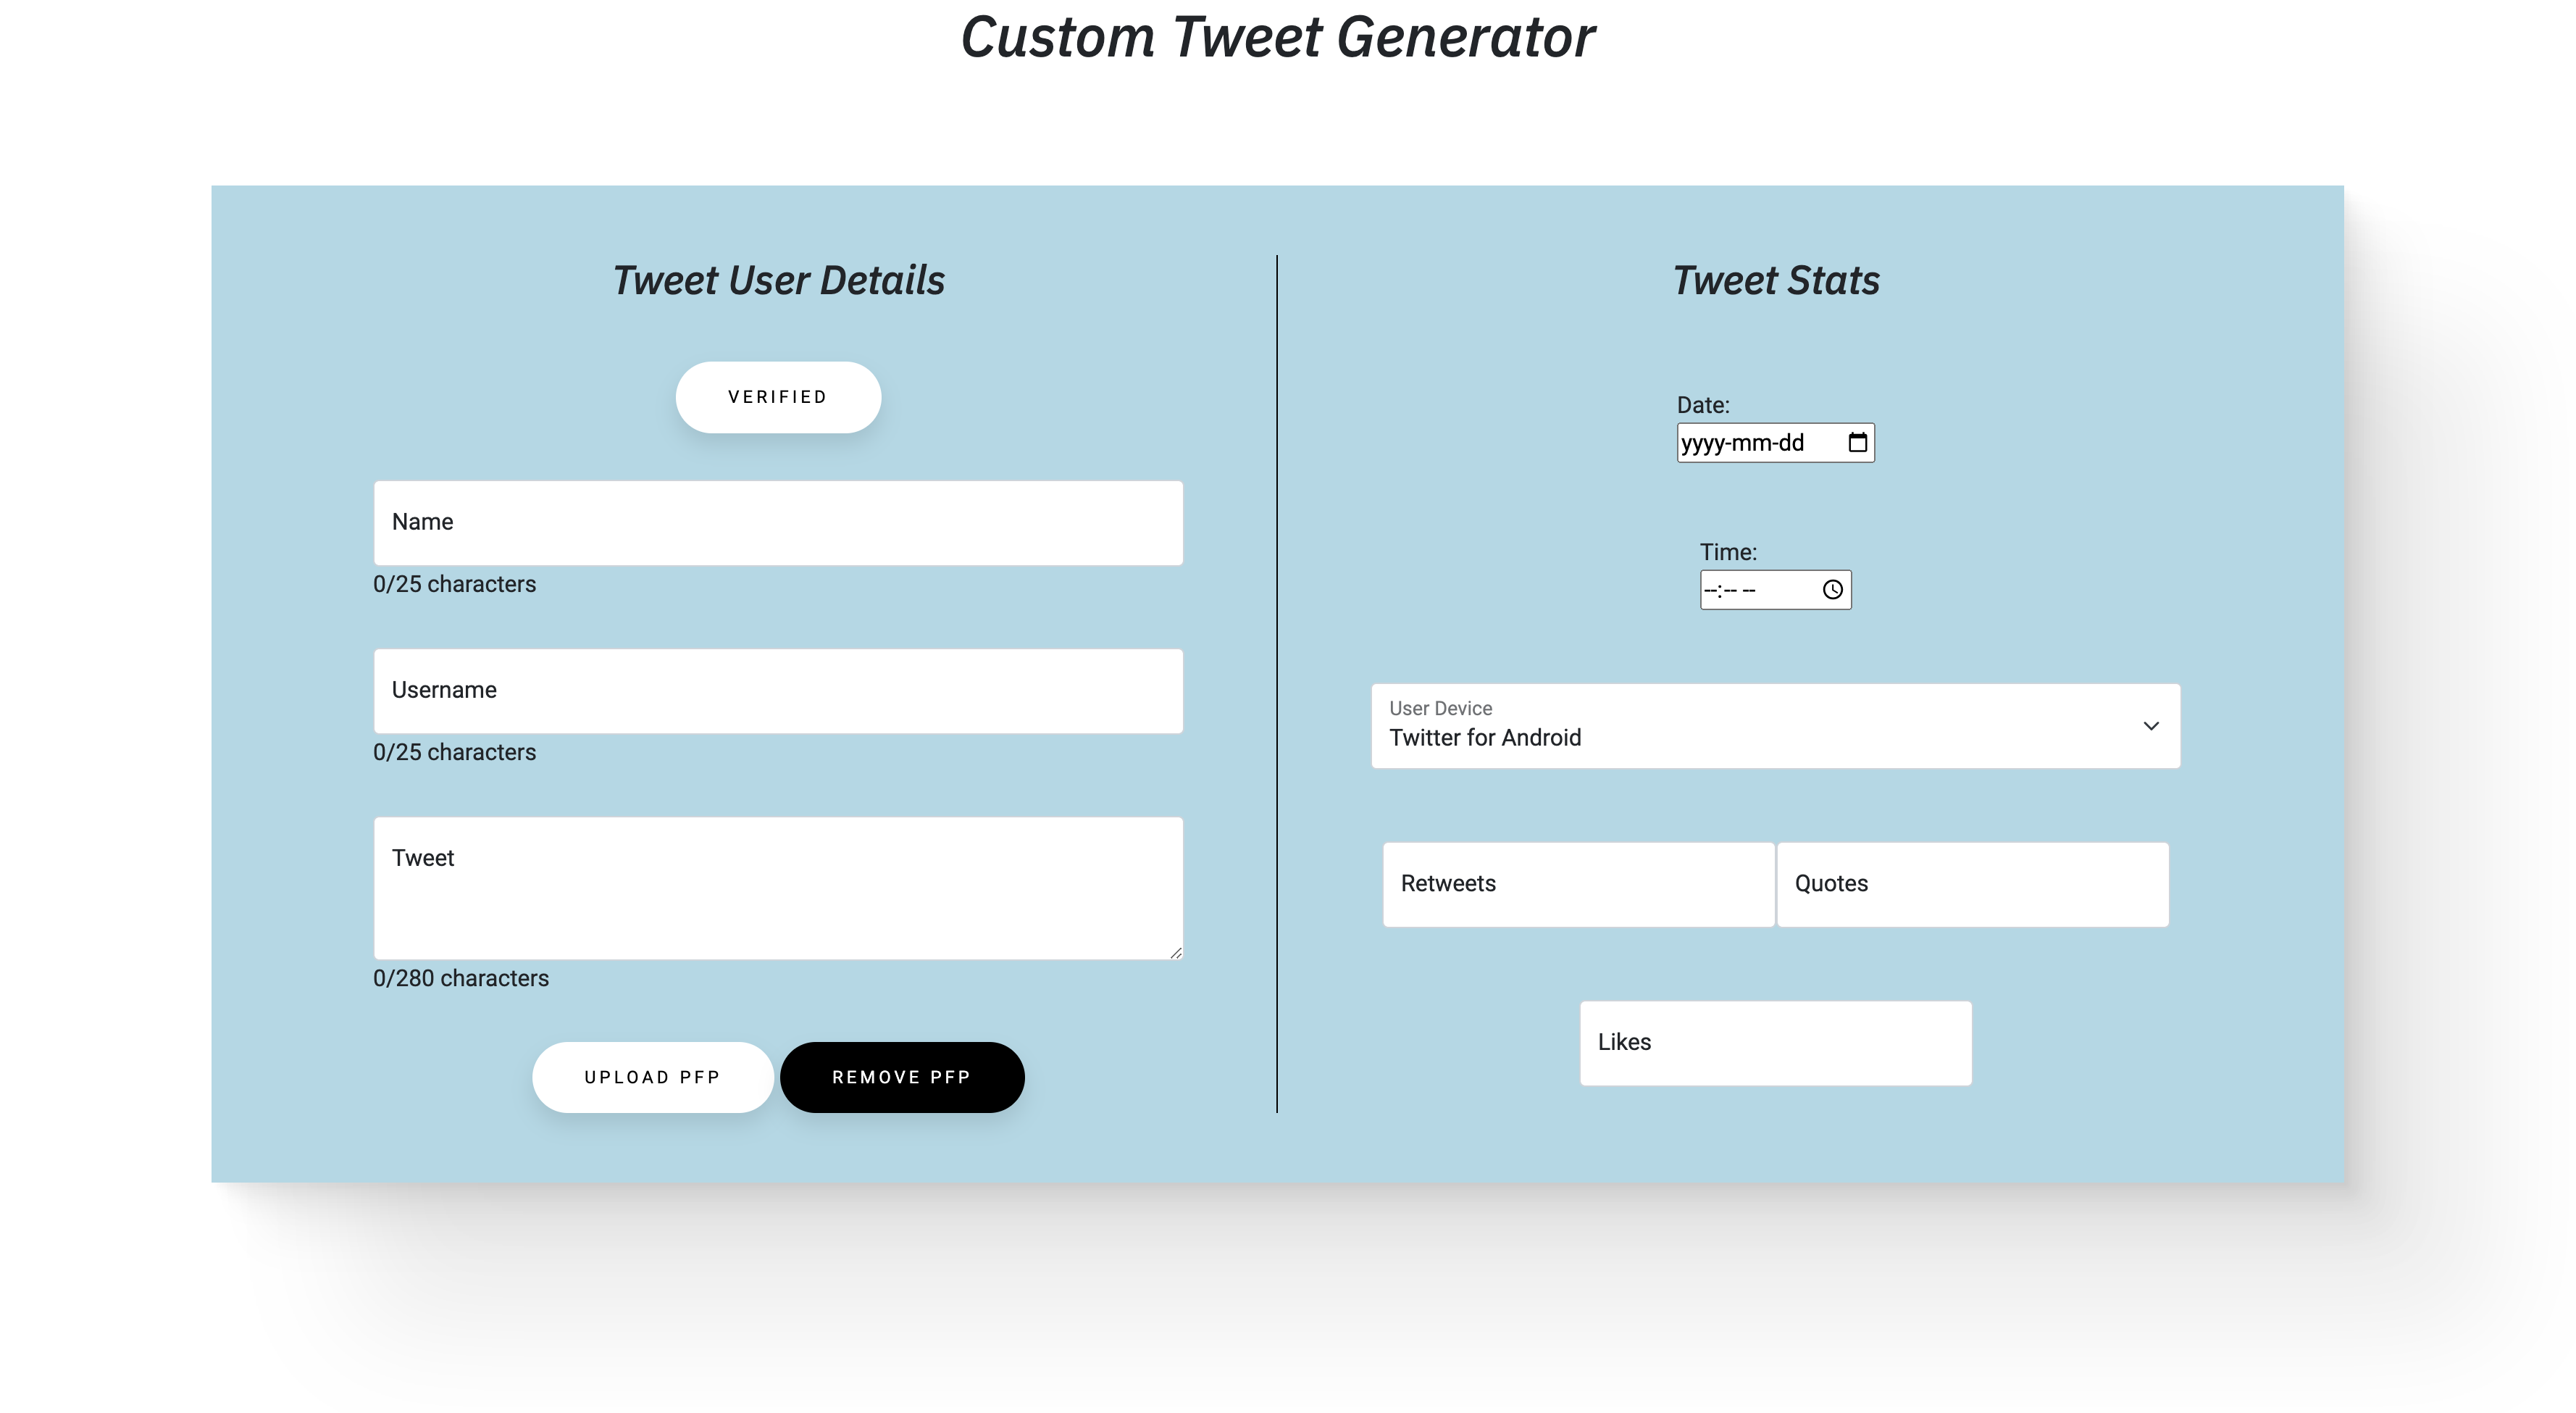 Custom Tweet Generator
Tweet User Details
VERIFIED
Name
0/25 characters
Username
0/25 characters
Tweet
0/280 characters
UPLOAD PFP
REMOVE PFP
Tweet Stats
Date:
yyyy-mm-dd
Time:
--:-- --
User Device
Twitter for Android
Retweets
Quotes
Likes